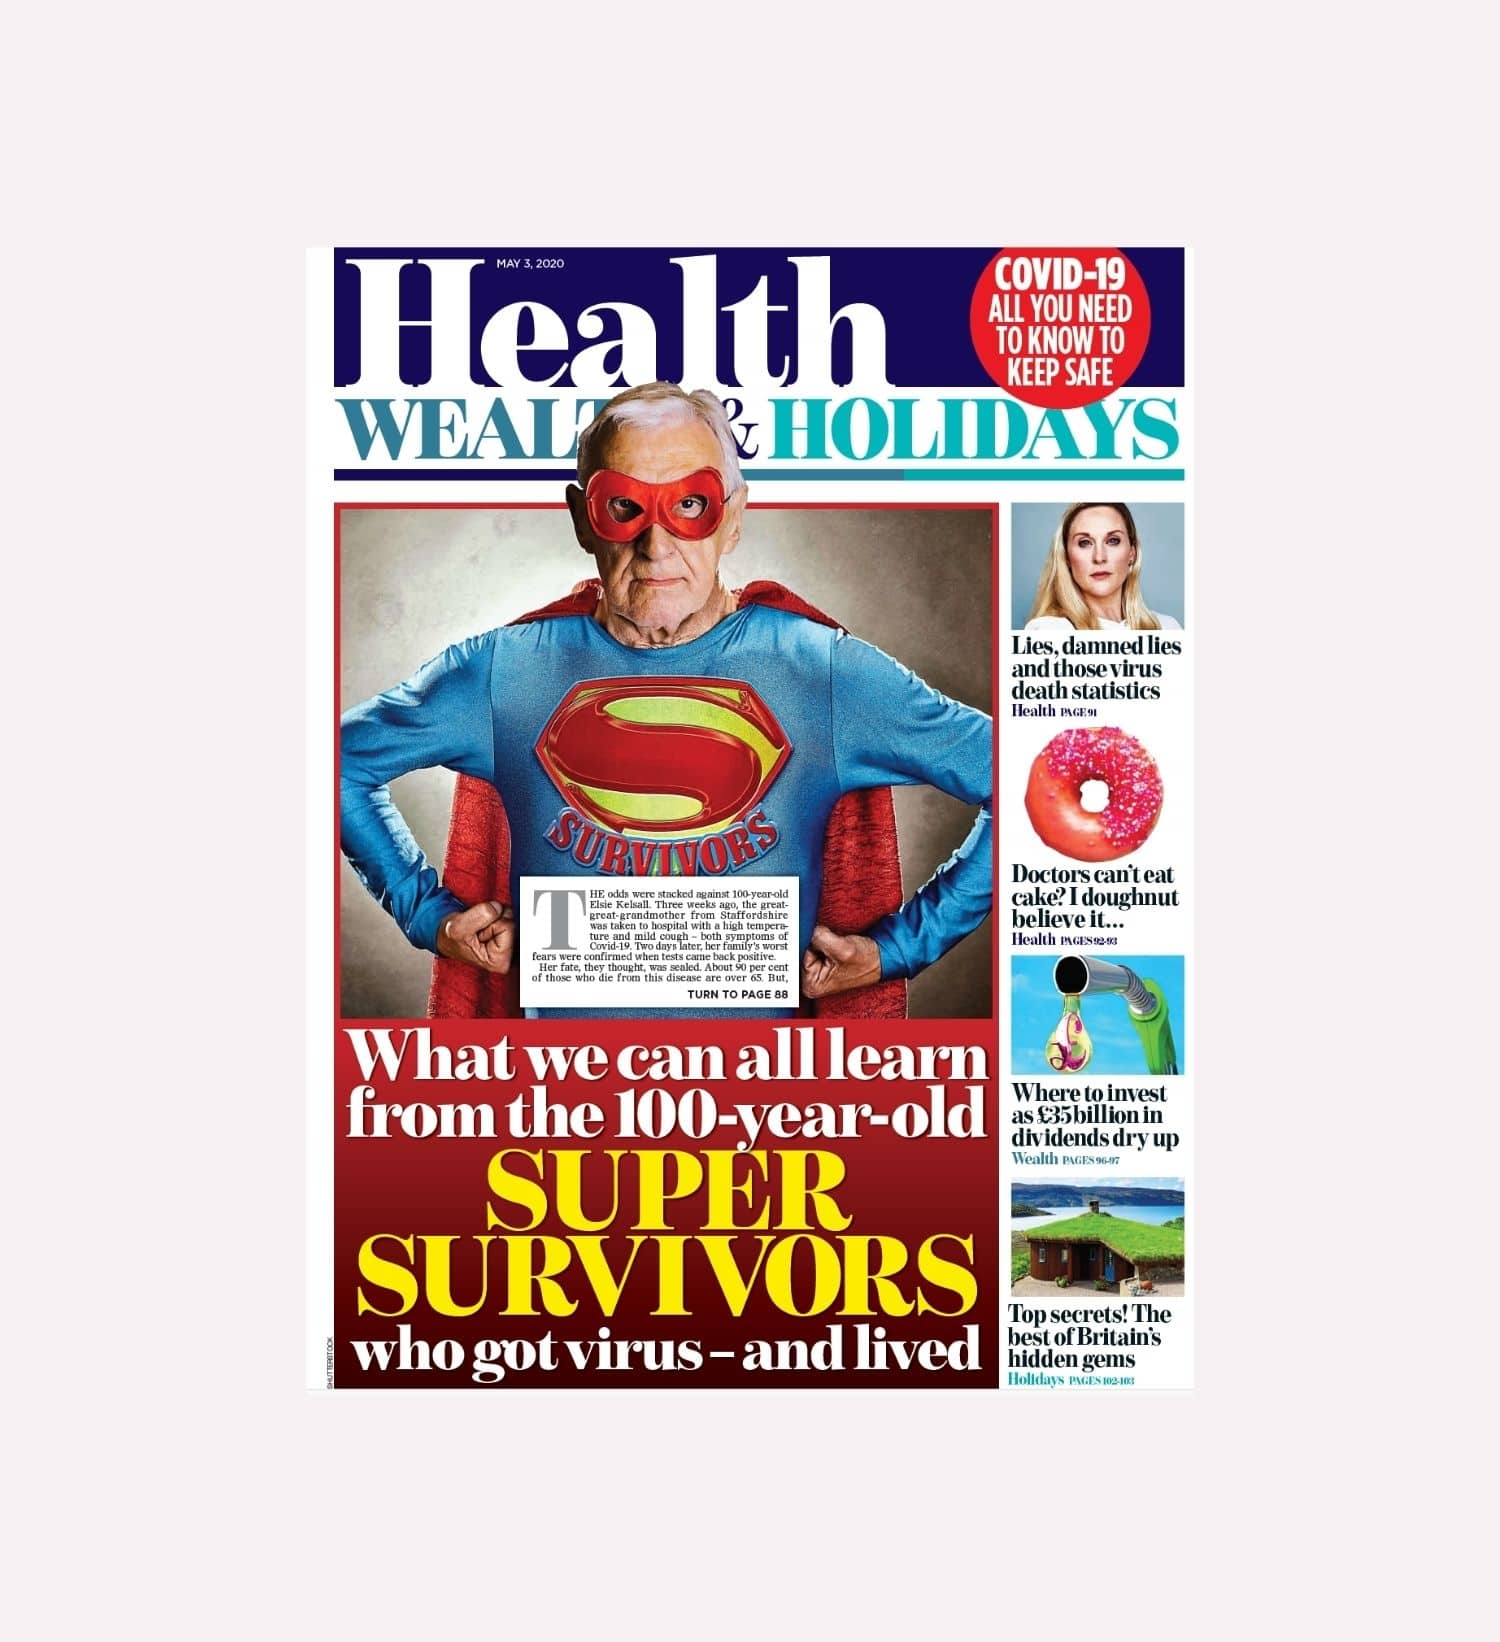 MAY 3, 2020
Health
COVID-19
ALL YOU NEED
TO KNOW TO
KEEP SAFE
WEALT & HOLIDAYS
SURVIVORS
THE odds were stacked against 100-year-old
Elsie Kelsall. Three weeks ago, the great-
great-grandmother from Staffordshire
was taken to hospital with a high tempera-
ture and mild cough – both symptoms of
Covid-19. Two days later, her family's worst
fears were confirmed when tests came back positive.
Her fate, they thought, was sealed. About 90 per cent
of those who die from this disease are over 65. But,
TURN TO PAGE 88
What we can all learn
from the 100-year-old
SUPER
SURVIVORS
who got virus – and lived
SHUTTERSTOCK
Lies, damned lies
and those virus
death statistics
Health PAGE 91
Doctors can't eat
cake? I doughnut
believe it...
Health PAGES 92-93
£
Where to invest
as £35billion in
dividends dry up
Wealth PAGES 96-97
Top secrets! The
best of Britain's
hidden gems
Holidays PAGES 102-103